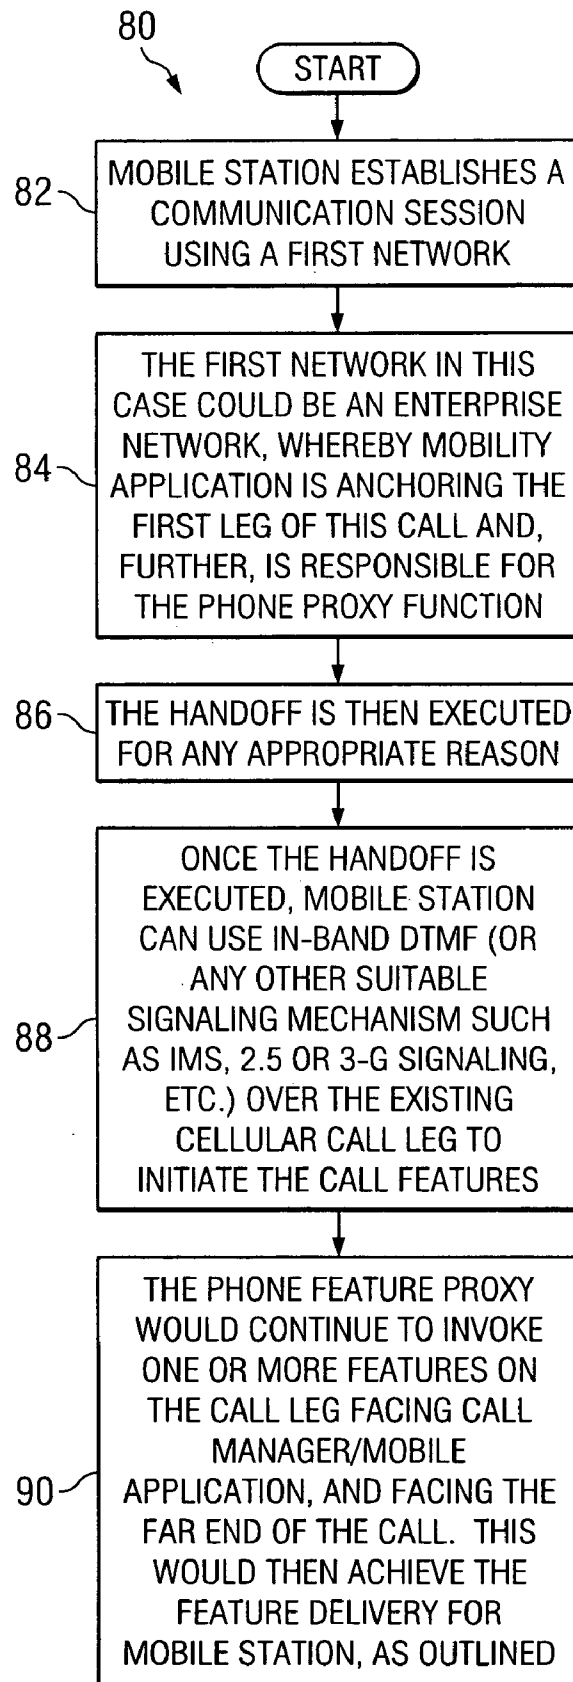 80
START
82
MOBILE STATION ESTABLISHES A
COMMUNICATION SESSION
USING A FIRST NETWORK
84
THE FIRST NETWORK IN THIS
CASE COULD BE AN ENTERPRISE
NETWORK, WHEREBY MOBILITY
APPLICATION IS ANCHORING THE
FIRST LEG OF THIS CALL AND,
FURTHER, IS RESPONSIBLE FOR
THE PHONE PROXY FUNCTION
86
THE HANDOFF IS THEN EXECUTED
FOR ANY APPROPRIATE REASON
88
ONCE THE HANDOFF IS
EXECUTED, MOBILE STATION
CAN USE IN-BAND DTMF (OR
ANY OTHER SUITABLE
SIGNALING MECHANISM SUCH
AS IMS, 2.5 OR 3-G SIGNALING,
ETC.) OVER THE EXISTING
CELLULAR CALL LEG TO
INITIATE THE CALL FEATURES
90
THE PHONE FEATURE PROXY
WOULD CONTINUE TO INVOKE
ONE OR MORE FEATURES ON
THE CALL LEG FACING CALL
MANAGER/MOBILE
APPLICATION, AND FACING THE
FAR END OF THE CALL. THIS
WOULD THEN ACHIEVE THE
FEATURE DELIVERY FOR
MOBILE STATION, AS OUTLINED